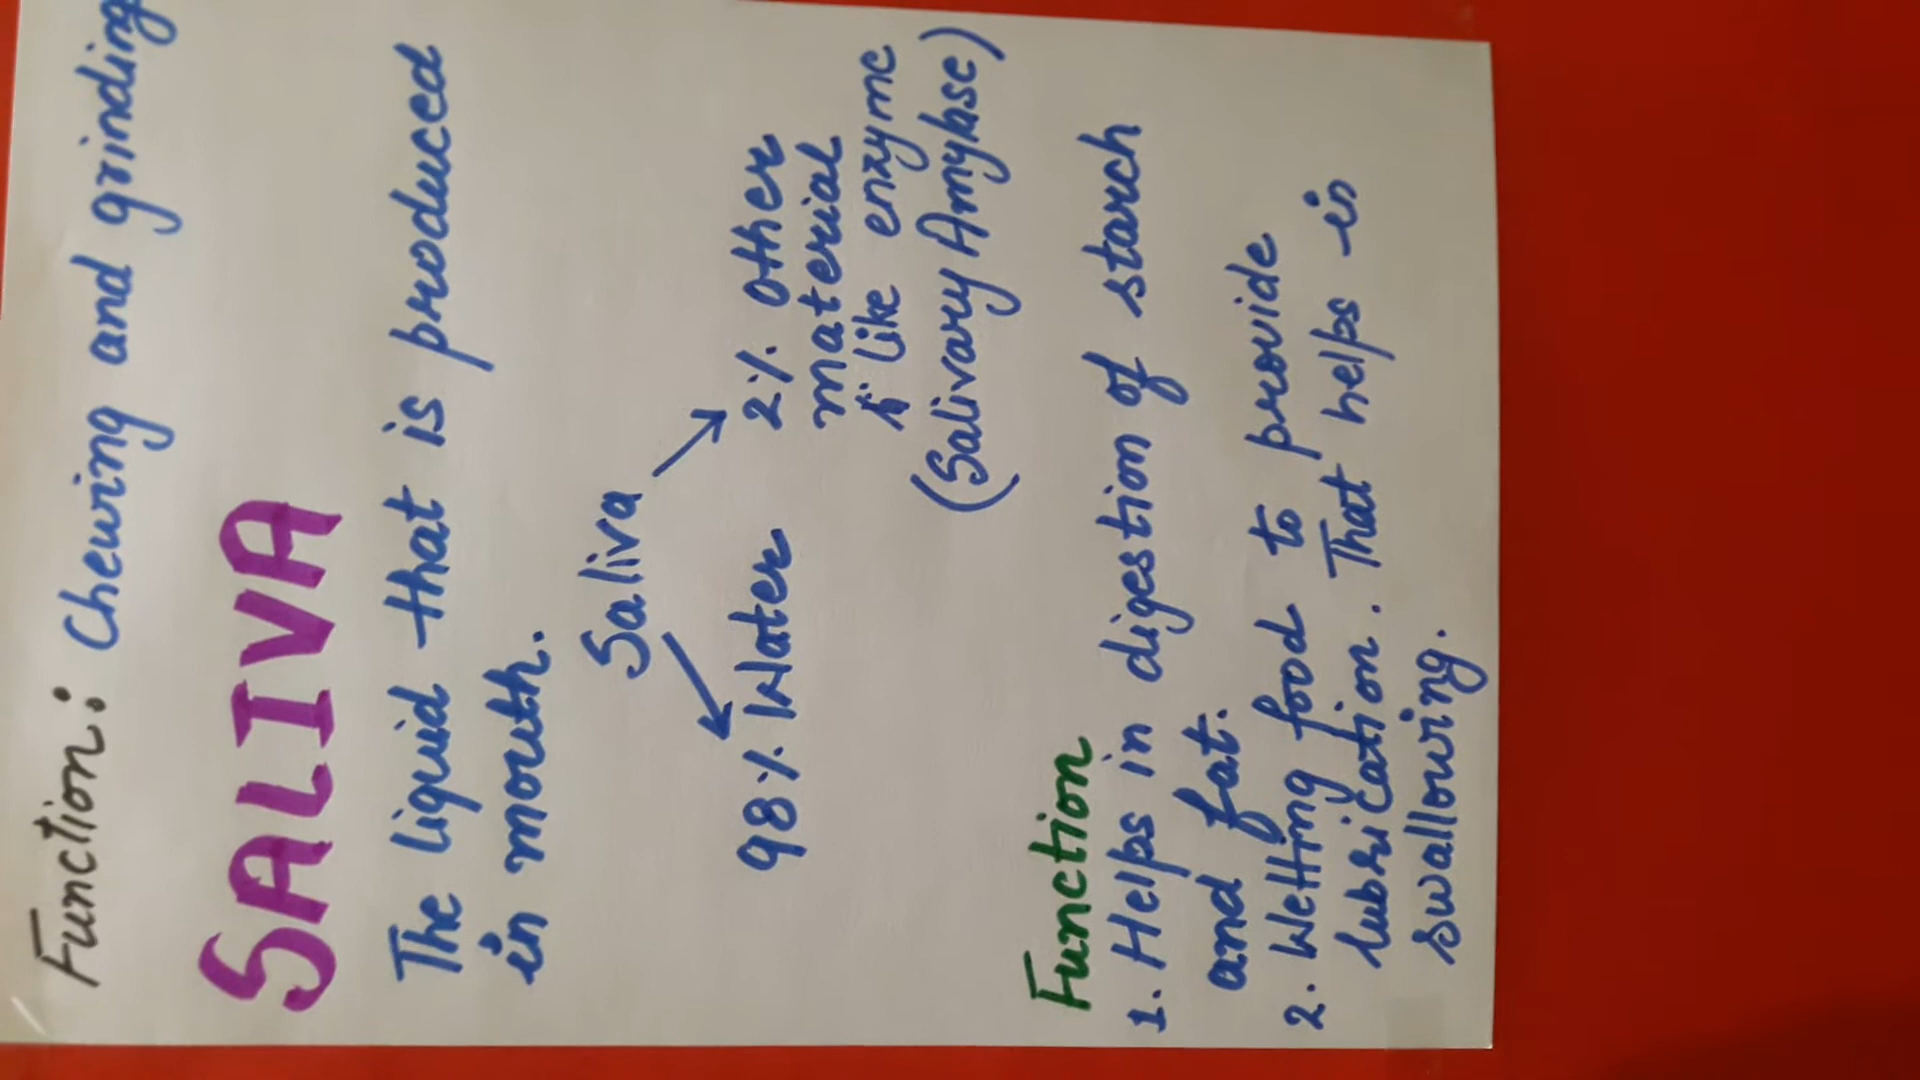 Function: Chewing and grinding
SALIVA
The liquid that is produced
in mouth.
Saliva
98% Water
2% other
material
like enzyme
(Salivary Amylase)
Function
1. Helps in digestion of starch
and fat.
2. Wetting food to provide
lubrication. That helps in
swallowing.